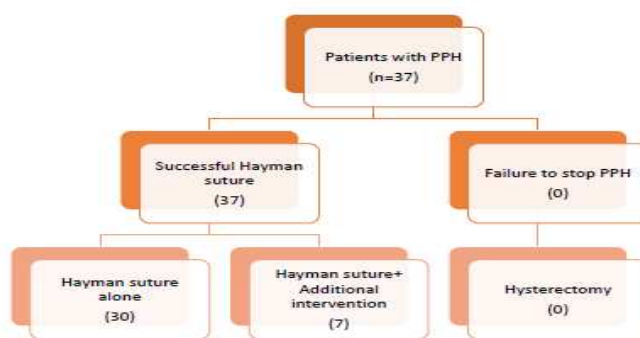 Patients with PPH
(n=37)
Successful Hayman
suture
(37)
Failure to stop PPH
(0)
Hayman suture
alone
(30)
Hayman suture+
Additional
intervention
(7)
Hysterectomy
(0)